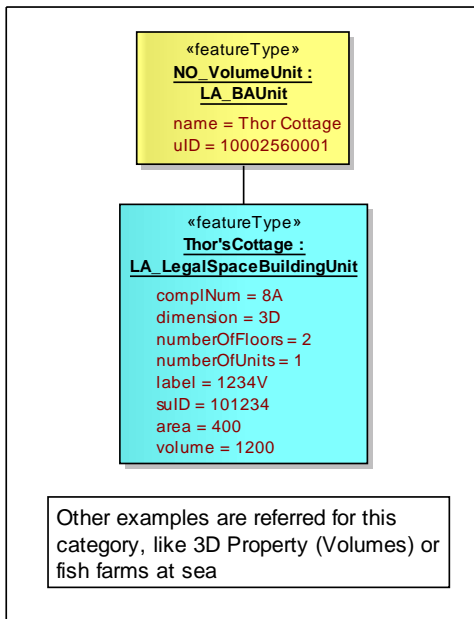 «featureType»
NO_VolumeUnit :
LA_BAUnit
name = Thor Cottage
uID = 10002560001
«featureType»
Thor'sCottage :
LA_LegalSpaceBuildingUnit
complNum = 8A
dimension = 3D
numberOfFloors = 2
numberOfUnits = 1
label = 1234V
suID = 101234
area = 400
volume = 1200
Other examples are referred for this
category, like 3D Property (Volumes) or
fish farms at sea